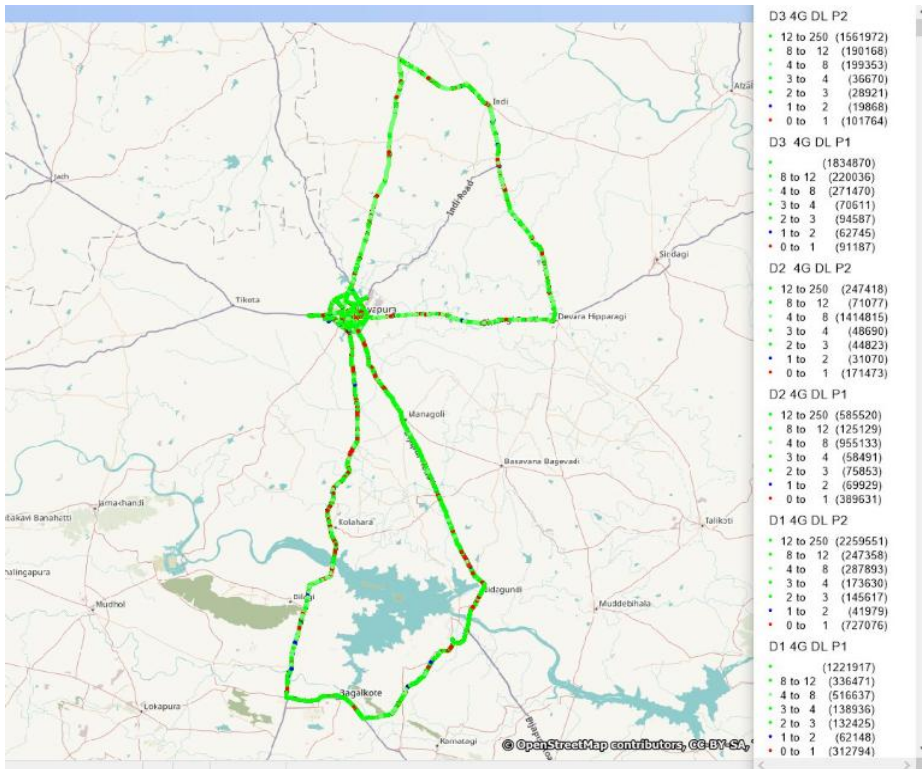 Afzal
Indi
Jath
Indi Road
Sindagi
Tikota
yapura
Devara Hipparagi
Managoli
Basavana Bagevadi
Jamakhandi
Banahatti
Talikoti
Kolahara
halingapura
Bilagi
idagundi
Mudhol
Muddebihala
Bagalkote
Lokapura
Kamatagi
© OpenStreetMap contributors, CC-BY-SA,
D3 4G DL P2
12 to 250 (1561972)
8 to 12 (190168)
4 to 8 (199353)
3 to 4 (36670)
2 to 3 (28921)
1 to 2 (19868)
0 to 1 (101764)
D3 4G DL P1
(1834870)
8 to 12 (220036)
4 to 8 (271470)
3 to 4 (70611)
2 to 3 (94587)
1 to 2 (62745)
0 to 1 (91187)
D2 4G DL P2
12 to 250 (247418)
8 to 12 (71077)
4 to 8 (1414815)
3 to 4 (48690)
2 to 3 (44823)
1 to 2 (31070)
0 to 1 (171473)
D2 4G DL P1
12 to 250 (585520)
8 to 12 (125129)
4 to 8 (955133)
3 to 4 (58491)
2 to 3 (75853)
1 to 2 (69929)
0 to 1 (389631)
D1 4G DL P2
12 to 250 (2259551)
8 to 12 (247358)
4 to 8 (287893)
3 to 4 (173630)
2 to 3 (145617)
1 to 2 (41979)
0 to 1 (727076)
D1 4G DL P1
(1221917)
8 to 12 (336471)
4 to 8 (516637)
3 to 4 (138936)
2 to 3 (132425)
1 to 2 (62148)
0 to 1 (312794)